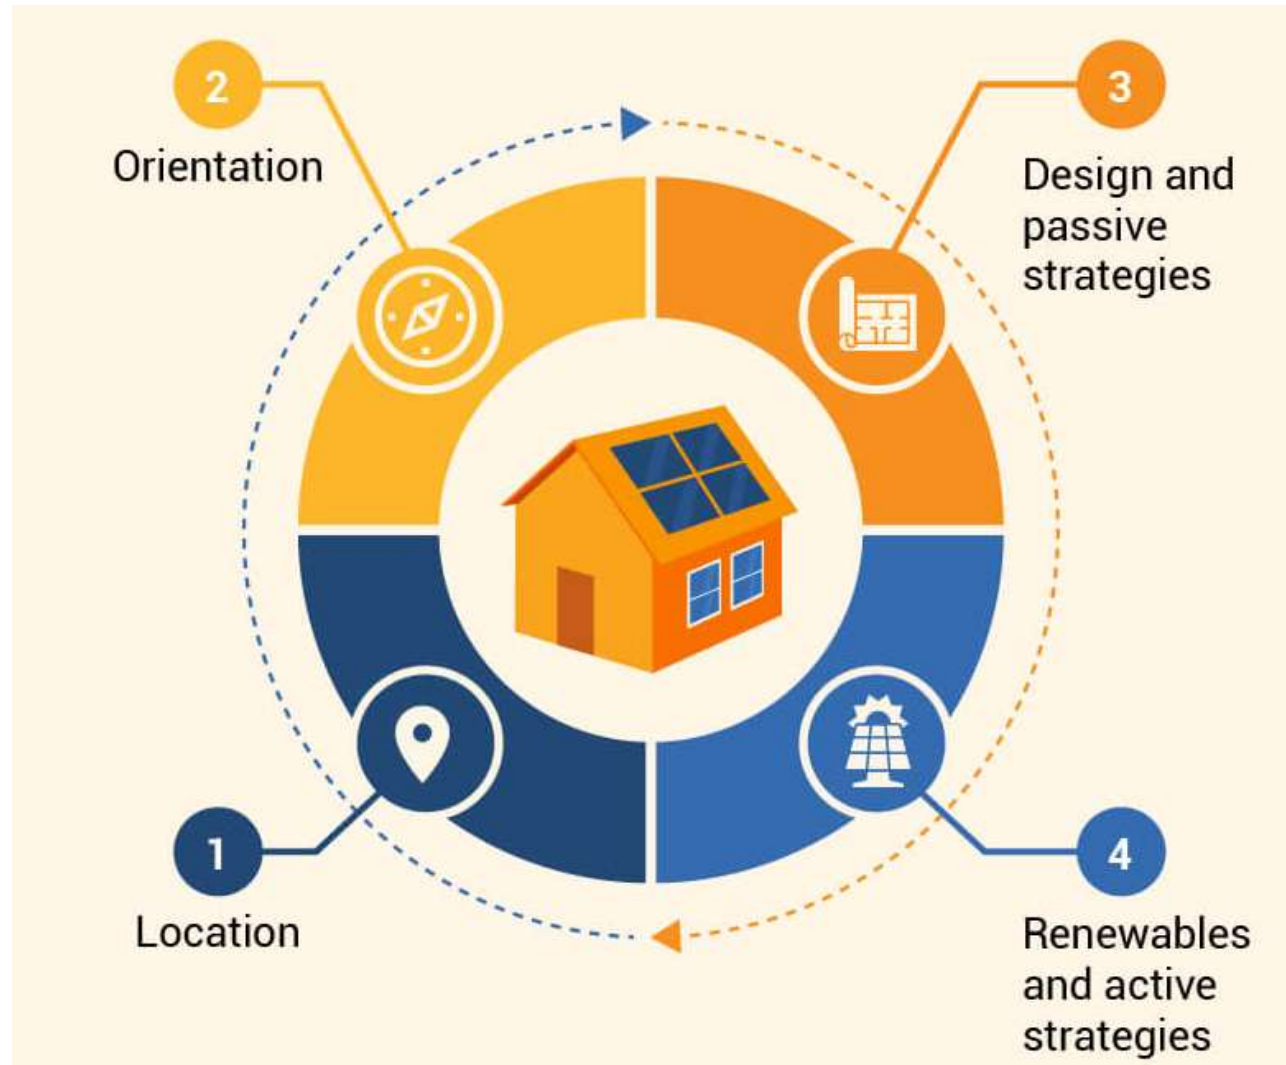 2
Orientation
3
Design and
passive
strategies
1
Location
4
Renewables
and active
strategies